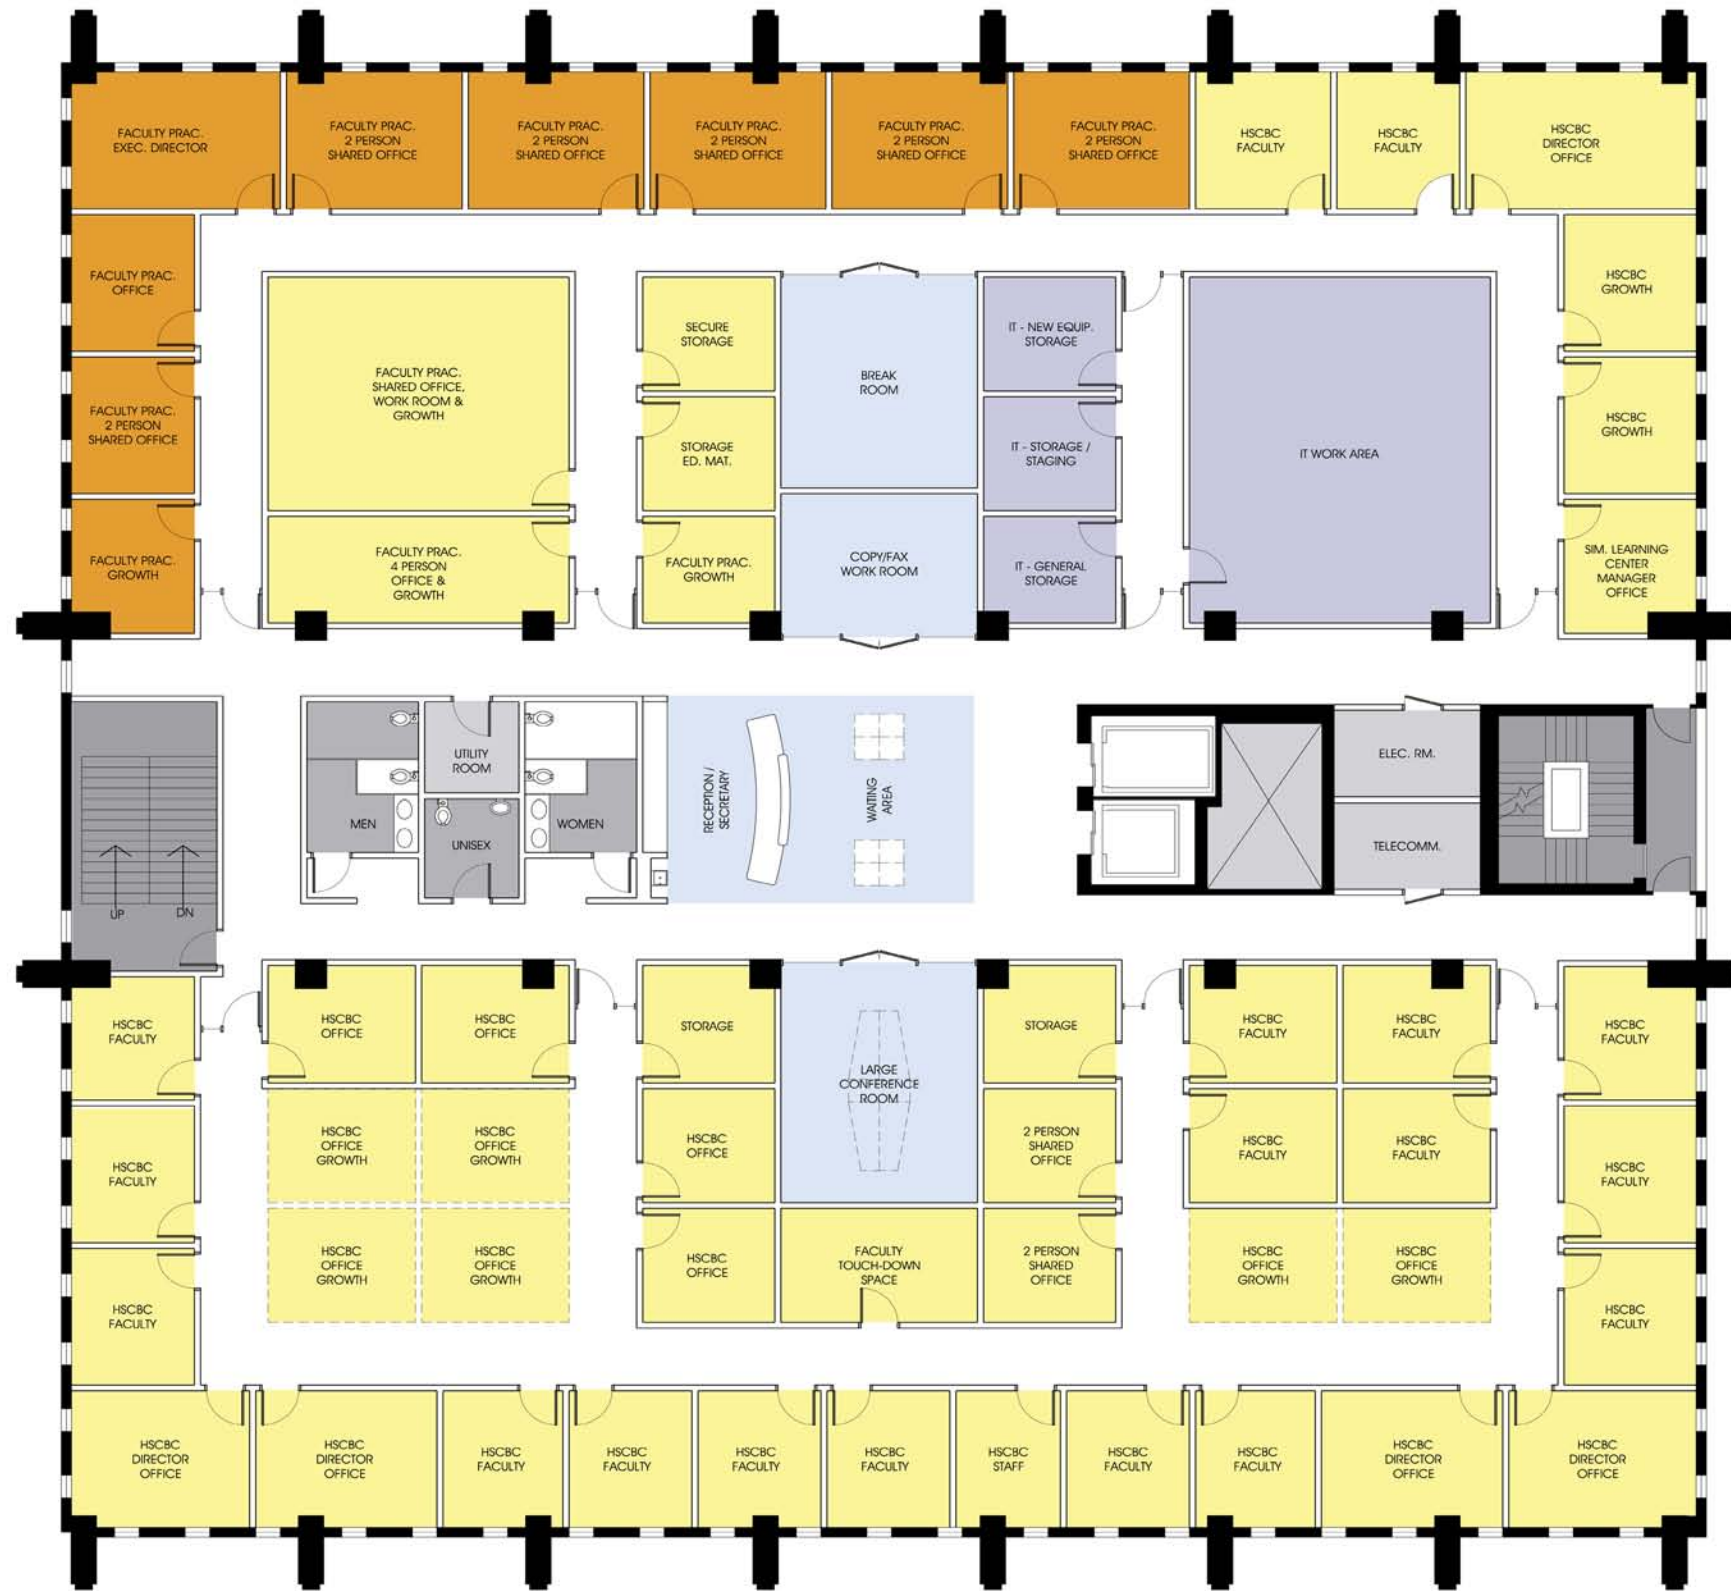 FACULTY PRAC.
EXEC. DIRECTOR
FACULTY PRAC.
2 PERSON
SHARED OFFICE
FACULTY PRAC.
2 PERSON
SHARED OFFICE
FACULTY PRAC.
2 PERSON
SHARED OFFICE
FACULTY PRAC.
2 PERSON
SHARED OFFICE
FACULTY PRAC.
2 PERSON
SHARED OFFICE
HSCBC
FACULTY
HSCBC
FACULTY
HSCBC
DIRECTOR
OFFICE
FACULTY PRAC.
OFFICE
HSCBC
GROWTH
SECURE
STORAGE
IT - NEW EQUIP.
STORAGE
BREAK
ROOM
FACULTY PRAC.
SHARED OFFICE,
WORK ROOM &
GROWTH
FACULTY PRAC.
2 PERSON
SHARED OFFICE
HSCBC
GROWTH
STORAGE
ED. MAT.
IT - STORAGE /
STAGING
IT WORK AREA
FACULTY PRAC.
GROWTH
FACULTY PRAC.
4 PERSON
OFFICE &
GROWTH
FACULTY PRAC.
GROWTH
COPY/FAX
WORK ROOM
IT - GENERAL
STORAGE
SIM. LEARNING
CENTER
MANAGER
OFFICE
UTILITY
ROOM
MEN
UNISEX
WOMEN
RECEPTION /
SECRETARY
WAITING
AREA
ELEC. RM.
TELECOMM.
UP
DN
HSCBC
FACULTY
HSCBC
OFFICE
HSCBC
OFFICE
STORAGE
LARGE
CONFERENCE
ROOM
STORAGE
HSCBC
FACULTY
HSCBC
FACULTY
HSCBC
FACULTY
HSCBC
FACULTY
HSCBC
OFFICE
GROWTH
HSCBC
OFFICE
GROWTH
HSCBC
OFFICE
2 PERSON
SHARED
OFFICE
HSCBC
FACULTY
HSCBC
FACULTY
HSCBC
FACULTY
HSCBC
FACULTY
HSCBC
OFFICE
GROWTH
HSCBC
OFFICE
GROWTH
HSCBC
OFFICE
FACULTY
TOUCH-DOWN
SPACE
2 PERSON
SHARED
OFFICE
HSCBC
OFFICE
GROWTH
HSCBC
OFFICE
GROWTH
HSCBC
FACULTY
HSCBC
DIRECTOR
OFFICE
HSCBC
DIRECTOR
OFFICE
HSCBC
FACULTY
HSCBC
FACULTY
HSCBC
FACULTY
HSCBC
FACULTY
HSCBC
STAFF
HSCBC
FACULTY
HSCBC
FACULTY
HSCBC
DIRECTOR
OFFICE
HSCBC
DIRECTOR
OFFICE